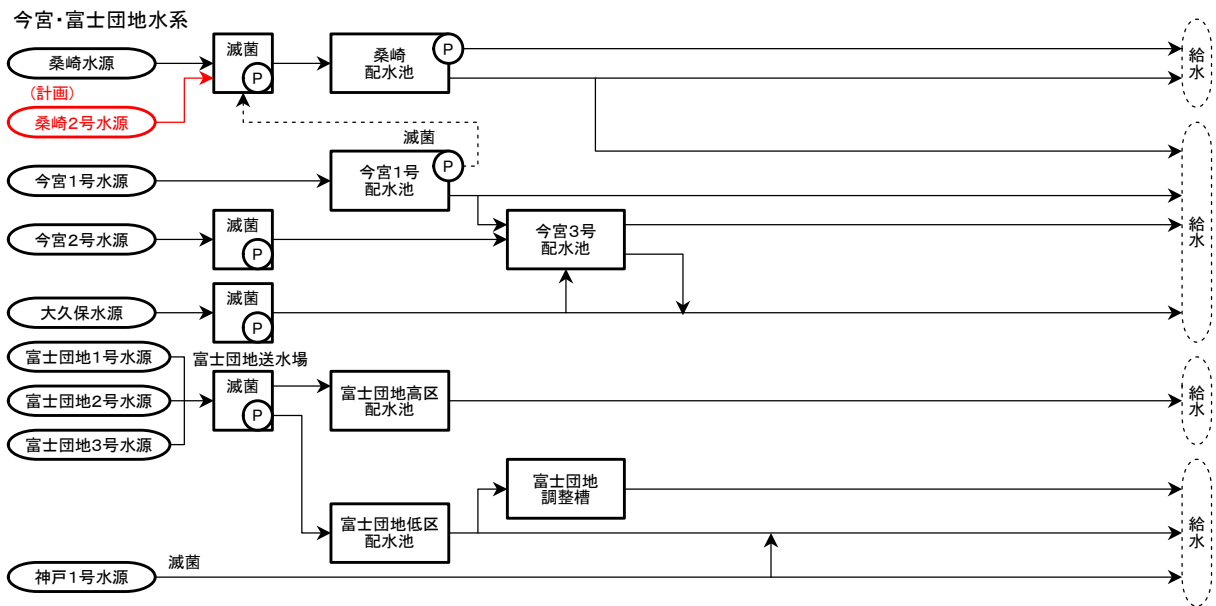 今宮・富士団地水系
桑崎水源
滅菌
P
桑崎
配水池
P
給
水
(計画)
桑崎2号水源
滅菌
今宮1号水源
今宮1号
配水池
P
今宮2号水源
滅菌
P
今宮3号
配水池
給
水
大久保水源
滅菌
P
富士団地1号水源
富士団地送水場
富士団地2号水源
滅菌
P
富士団地高区
配水池
給
水
富士団地3号水源
富士団地
調整槽
富士団地低区
配水池
給
水
神戸1号水源
滅菌